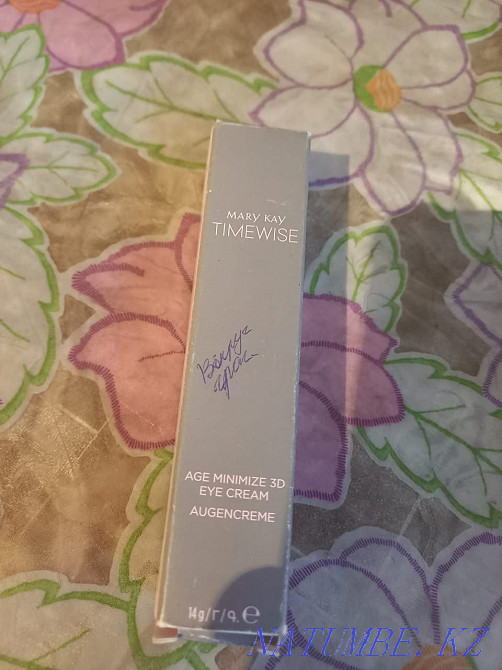 MARY KAY
TIMEWISE
Вокруг
глаз
AGE MINIMIZE 3D
EYE CREAM
AUGENCREME
14g/г/գ. ℮
NATUMBE.KZ